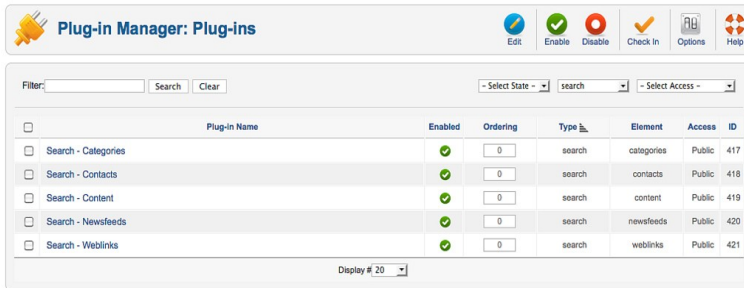 Plug-in Manager: Plug-ins
Edit Enable Disable Check In Options Help
Filter: Search Clear - Select State - search - Select Access -
Plug-in Name Enabled Ordering Type Element Access ID
Search - Categories 0 search categories Public 417
Search - Contacts 0 search contacts Public 418
Search - Content 0 search content Public 419
Search - Newsfeeds 0 search newsfeeds Public 420
Search - Weblinks 0 search weblinks Public 421
Display # 20